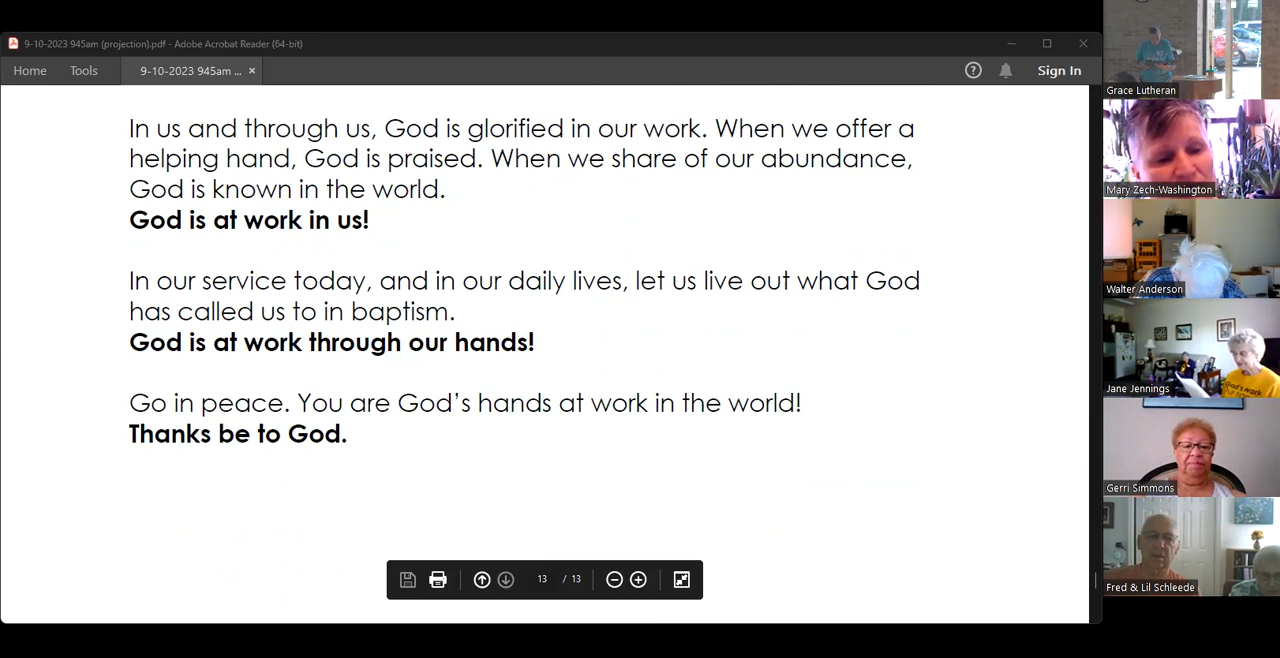 9-10-2023 945am (projection).pdf - Adobe Acrobat Reader (64-bit)
Home Tools 9-10-2023 945am ... × Sign In
In us and through us, God is glorified in our work. When we offer a
helping hand, God is praised. When we share of our abundance,
God is known in the world.
God is at work in us!
In our service today, and in our daily lives, let us live out what God
has called us to in baptism.
God is at work through our hands!
Go in peace. You are God’s hands at work in the world!
Thanks be to God.
13 / 13
Grace Lutheran
Mary Zech-Washington
Walter Anderson
Jane Jennings
God's work
Gerri Simmons
Fred & Lil Schleede